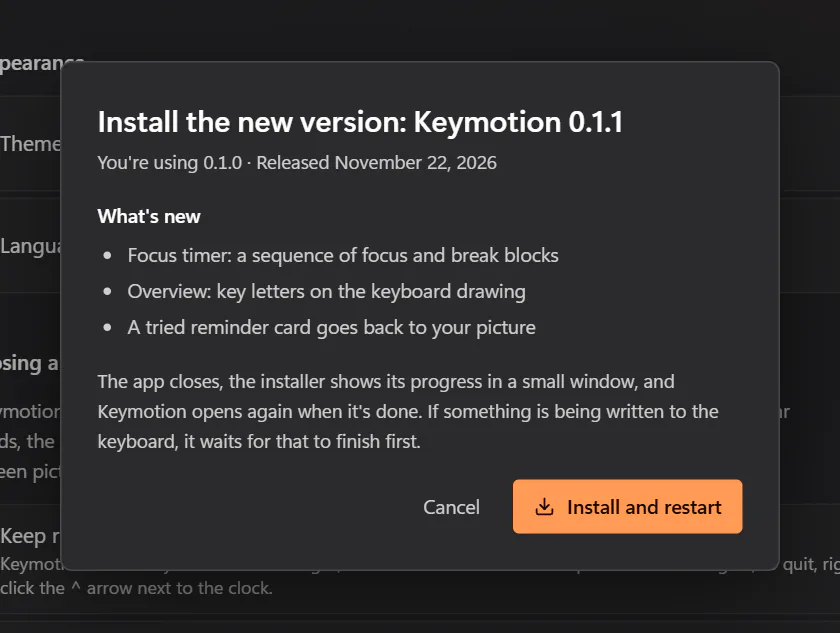 Appearance
Theme
Install the new version: Keymotion 0.1.1
You're using 0.1.0 · Released November 22, 2026
What's new
• Focus timer: a sequence of focus and break blocks
• Overview: key letters on the keyboard drawing
• A tried reminder card goes back to your picture
The app closes, the installer shows its progress in a small window, and
Keymotion opens again when it's done. If something is being written to the
keyboard, it waits for that to finish first.
Cancel
Install and restart
Keep
quit,
click the ^ arrow next to the clock.